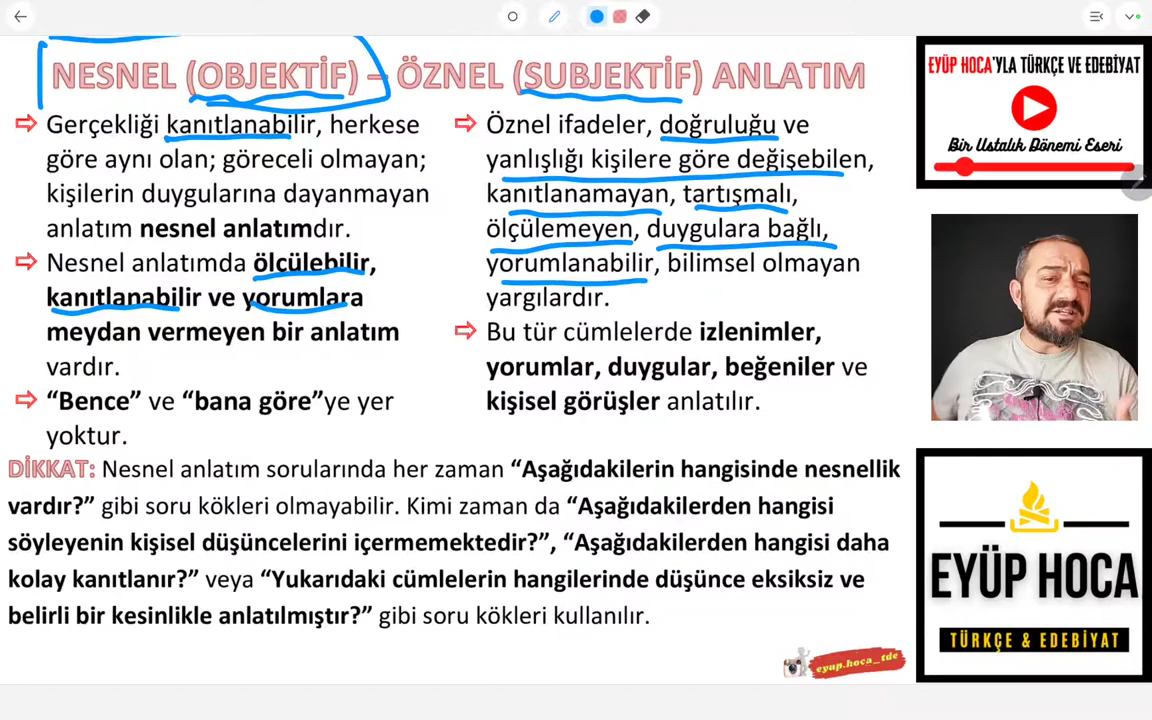 NESNEL (OBJEKTİF) – ÖZNEL (SUBJEKTİF) ANLATIM
Gerçekliği kanıtlanabilir, herkese
göre aynı olan; göreceli olmayan;
kişilerin duygularına dayanmayan
anlatım nesnel anlatımdır.
Nesnel anlatımda ölçülebilir,
kanıtlanabilir ve yorumlara
meydan vermeyen bir anlatım
vardır.
“Bence” ve “bana göre”ye yer
yoktur.
Öznel ifadeler, doğruluğu ve
yanlışlığı kişilere göre değişebilen,
kanıtlanamayan, tartışmalı,
ölçülemeyen, duygulara bağlı,
yorumlanabilir, bilimsel olmayan
yargılardır.
Bu tür cümlelerde izlenimler,
yorumlar, duygular, beğeniler ve
kişisel görüşler anlatılır.
DİKKAT: Nesnel anlatım sorularında her zaman “Aşağıdakilerin hangisinde nesnellik
vardır?” gibi soru kökleri olmayabilir. Kimi zaman da “Aşağıdakilerden hangisi
söyleyenin kişisel düşüncelerini içermemektedir?”, “Aşağıdakilerden hangisi daha
kolay kanıtlanır?” veya “Yukarıdaki cümlelerin hangilerinde düşünce eksiksiz ve
belirli bir kesinlikle anlatılmıştır?” gibi soru kökleri kullanılır.
eyup.hoca_tde
EYÜP HOCA'YLA TÜRKÇE VE EDEBİYAT
Bir Ustalık Dönemi Eseri
EYÜP HOCA
TÜRKÇE & EDEBİYAT